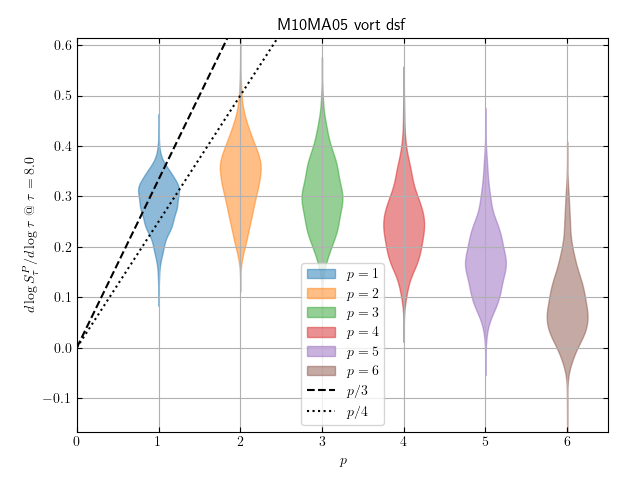 M10MA05 vort dsf
d log S_τ^P / d log τ @ τ = 8.0
0.6
0.5
0.4
0.3
0.2
0.1
0.0
−0.1
p = 1
p = 2
p = 3
p = 4
p = 5
p = 6
p/3
p/4
0 1 2 3 4 5 6
p